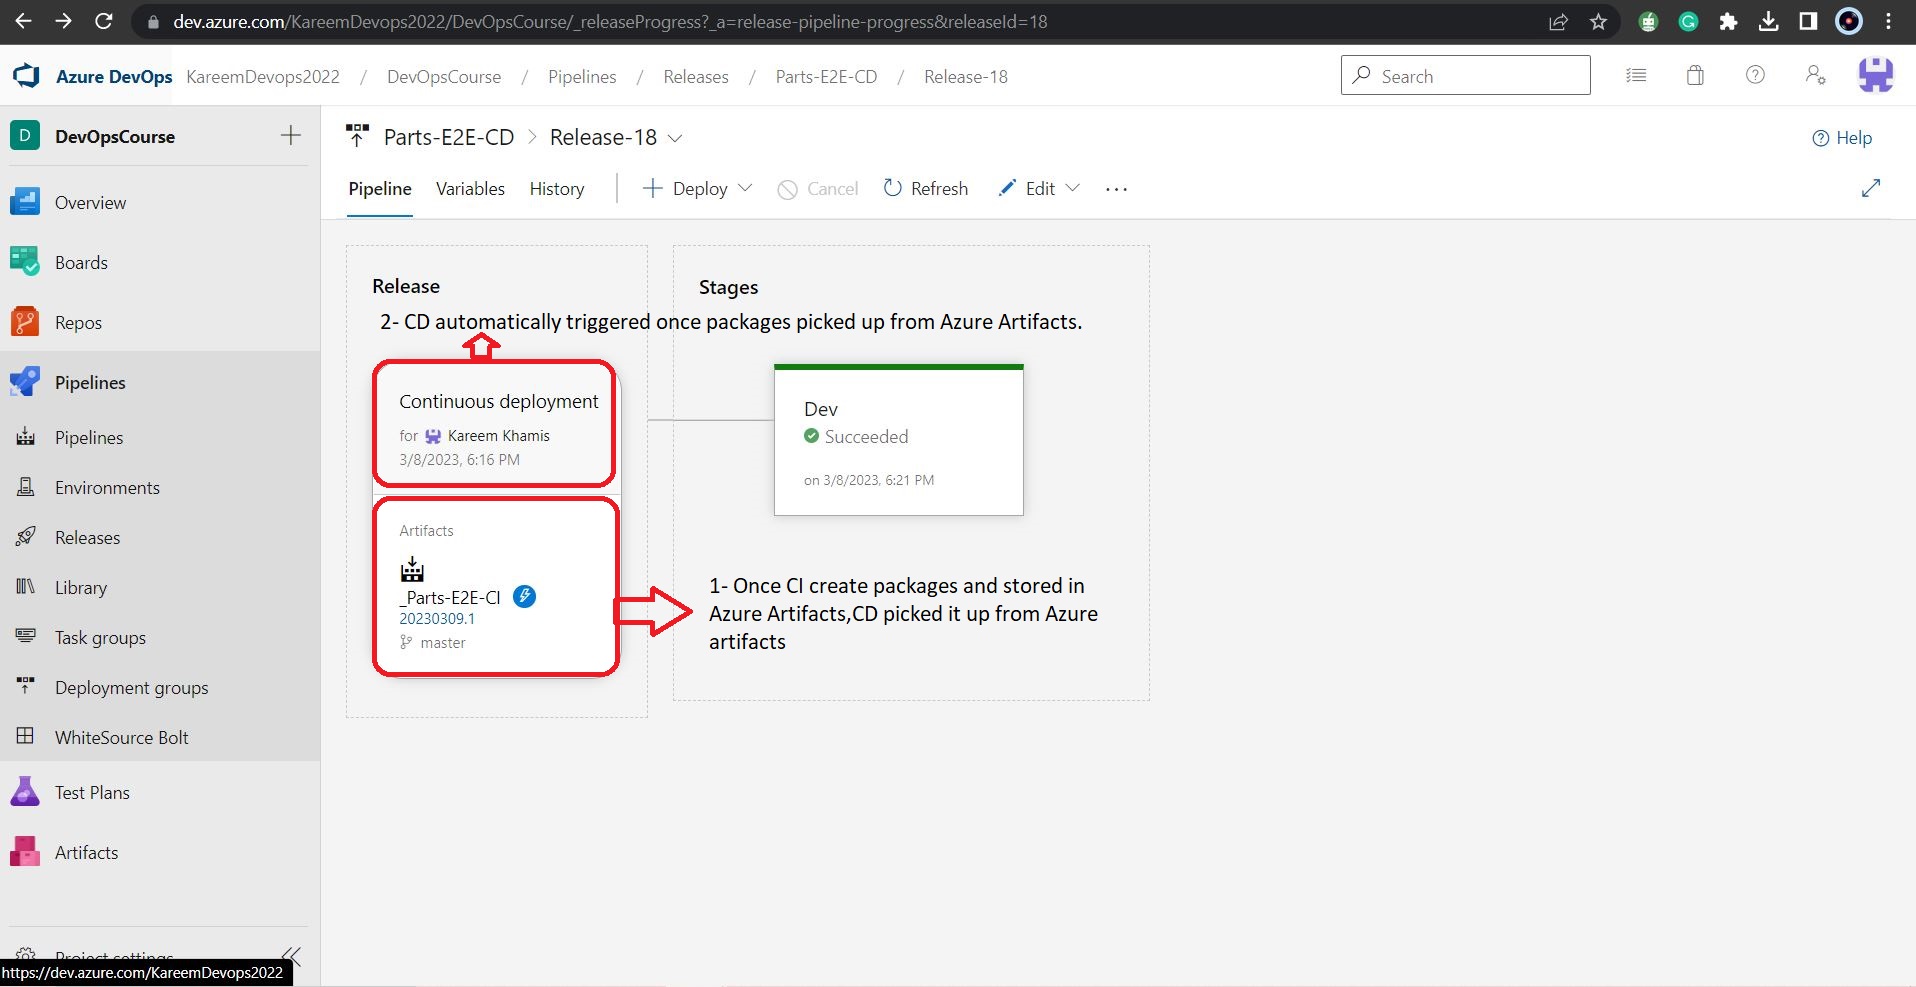 dev.azure.com/KareemDevops2022/DevOpsCourse/_releaseProgress?_a=release-pipeline-progress&releaseId=18
Azure DevOps KareemDevops2022 / DevOpsCourse / Pipelines / Releases / Parts-E2E-CD / Release-18
Search
D DevOpsCourse
Parts-E2E-CD > Release-18
Help
Pipeline Variables History Deploy Cancel Refresh Edit ...
Overview
Boards
Repos
Pipelines
Pipelines
Environments
Releases
Library
Task groups
Deployment groups
WhiteSource Bolt
Test Plans
Artifacts
Project settings
https://dev.azure.com/KareemDevops2022
Release
Stages
2- CD automatically triggered once packages picked up from Azure Artifacts.
Continuous deployment
for Kareem Khamis
3/8/2023, 6:16 PM
Dev
Succeeded
on 3/8/2023, 6:21 PM
Artifacts
_Parts-E2E-CI
20230309.1
master
1- Once CI create packages and stored in
Azure Artifacts,CD picked it up from Azure
artifacts